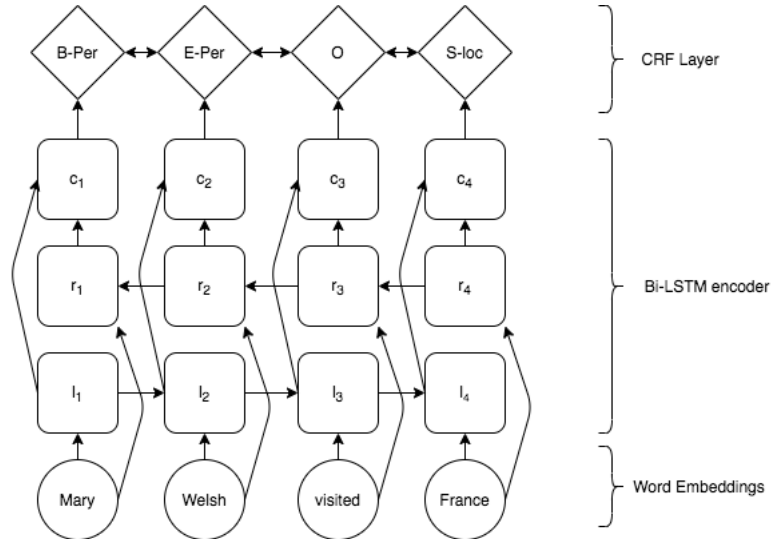 B-Per E-Per O S-loc CRF Layer
c₁ c₂ c₃ c₄
r₁ r₂ r₃ r₄ Bi-LSTM encoder
l₁ l₂ l₃ l₄
Mary Welsh visited France Word Embeddings